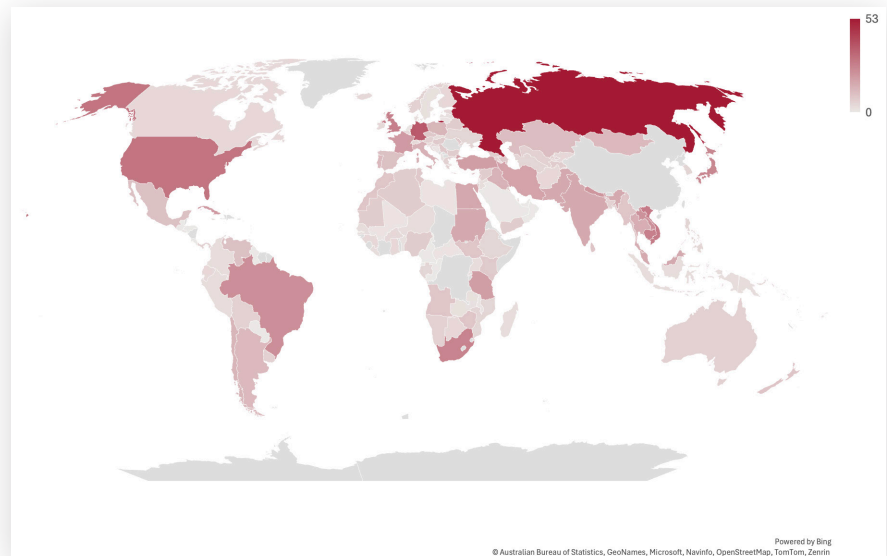 53
0
Powered by Bing
© Australian Bureau of Statistics, GeoNames, Microsoft, Navinfo, OpenStreetMap, TomTom, Zenrin